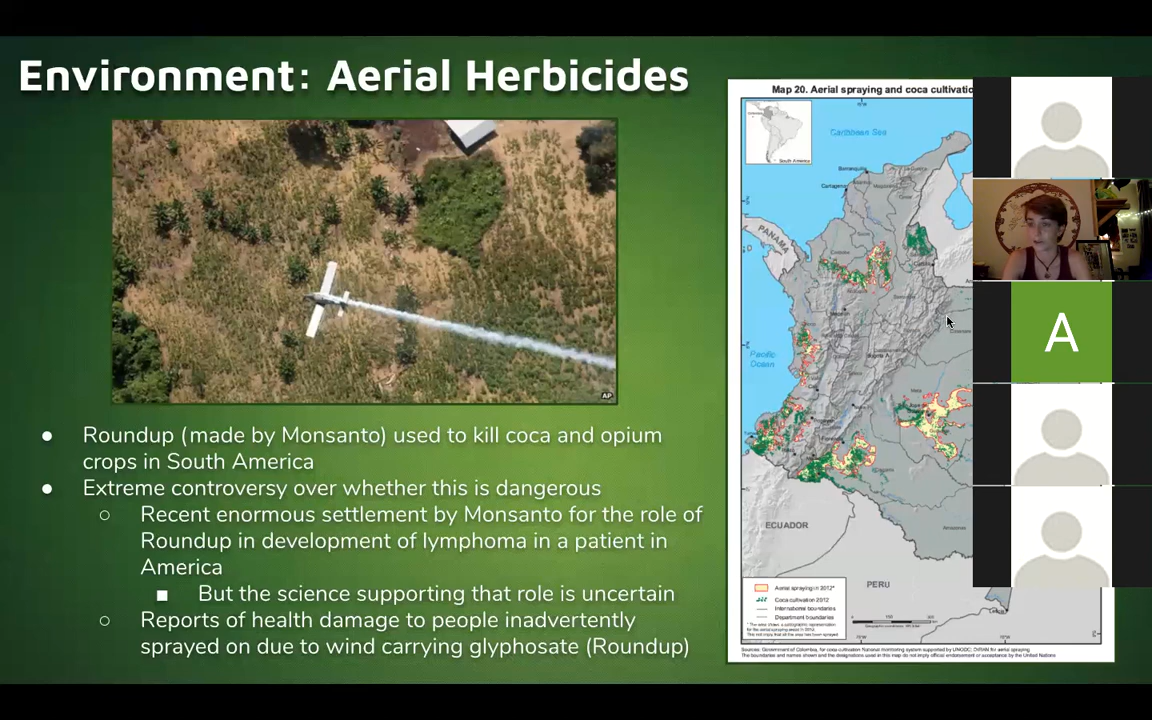 Environment: Aerial Herbicides
AP
Roundup (made by Monsanto) used to kill coca and opium
crops in South America
Extreme controversy over whether this is dangerous
Recent enormous settlement by Monsanto for the role of
Roundup in development of lymphoma in a patient in
America
But the science supporting that role is uncertain
Reports of health damage to people inadvertently
sprayed on due to wind carrying glyphosate (Roundup)
Map 20. Aerial spraying and coca cultivatio
South America
Caribbean Sea
Barranquilla
Cartagena
PANAMA
Pacific
Ocean
ECUADOR
PERU
Aerial spraying in 2012*
Coca cultivation 2012
International boundaries
Department boundaries
Sources: Government of Colombia, for coca cultivation National monitoring system supported by UNODC; DIRAN for aerial spraying
The boundaries and names shown and the designations used in this map do not imply official endorsement or acceptance by the United Nations
A